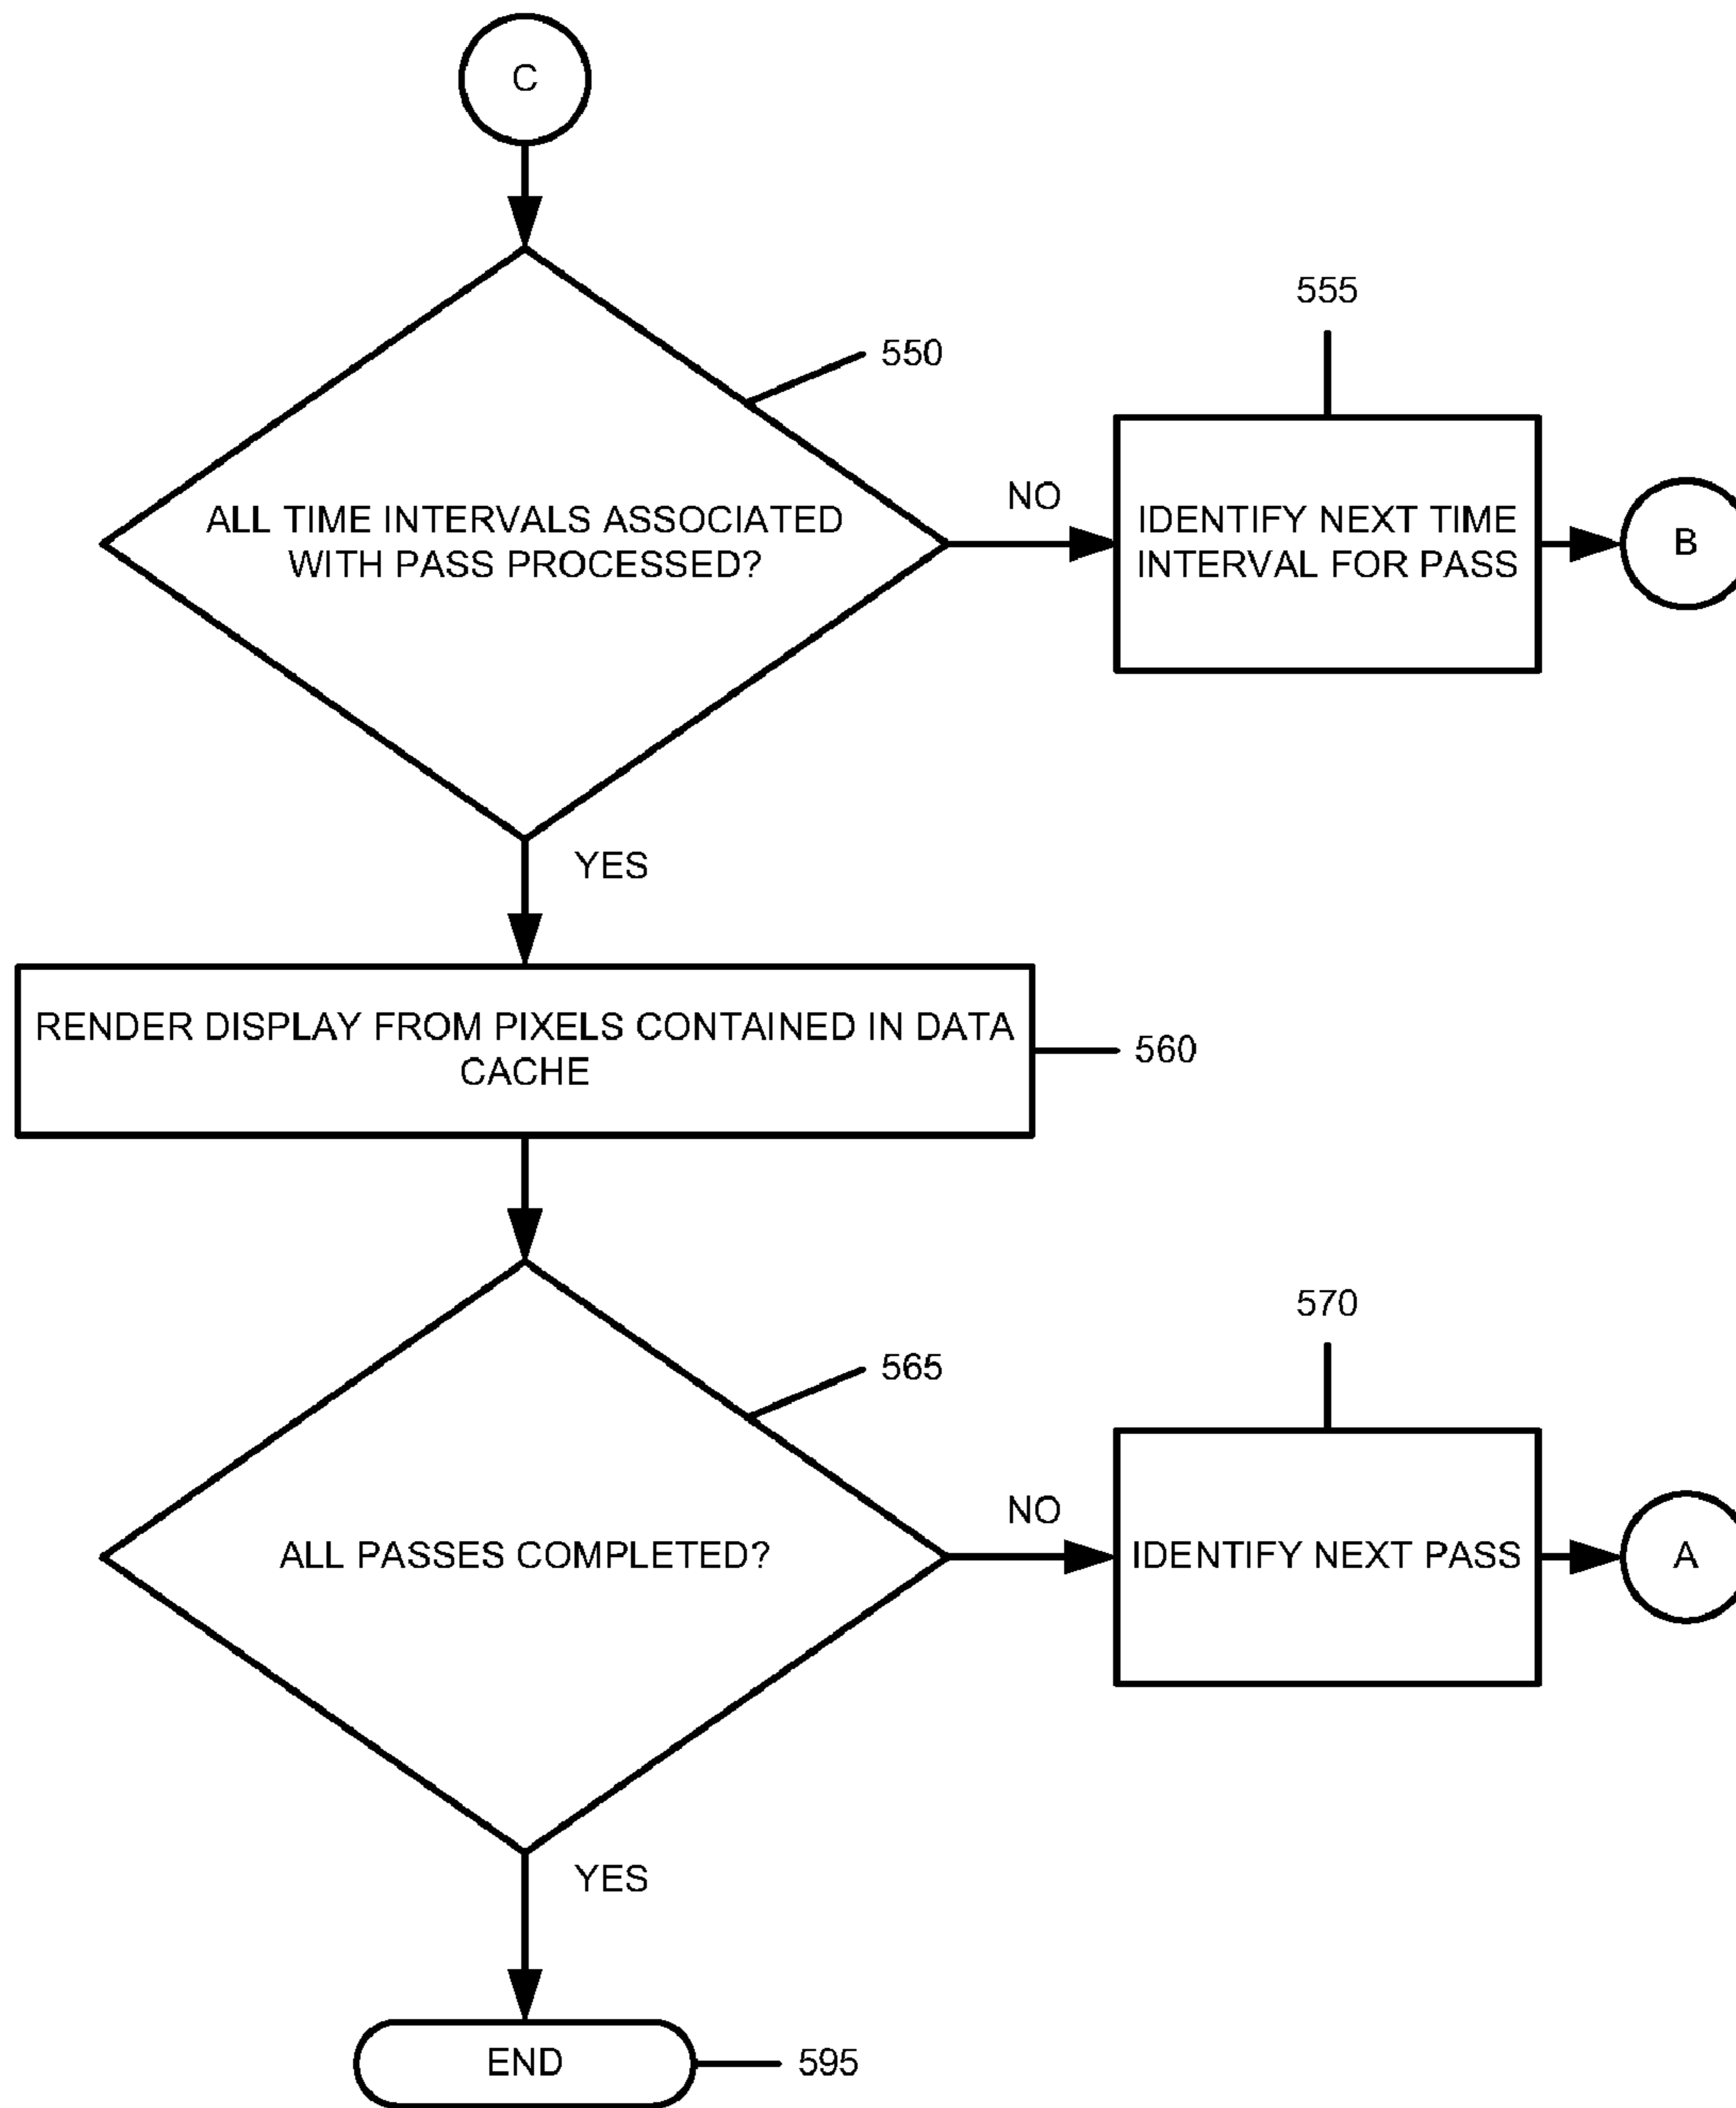 C
550
555
ALL TIME INTERVALS ASSOCIATED
WITH PASS PROCESSED?
NO
IDENTIFY NEXT TIME
INTERVAL FOR PASS
B
YES
RENDER DISPLAY FROM PIXELS CONTAINED IN DATA
CACHE
560
565
570
ALL PASSES COMPLETED?
NO
IDENTIFY NEXT PASS
A
YES
END
595